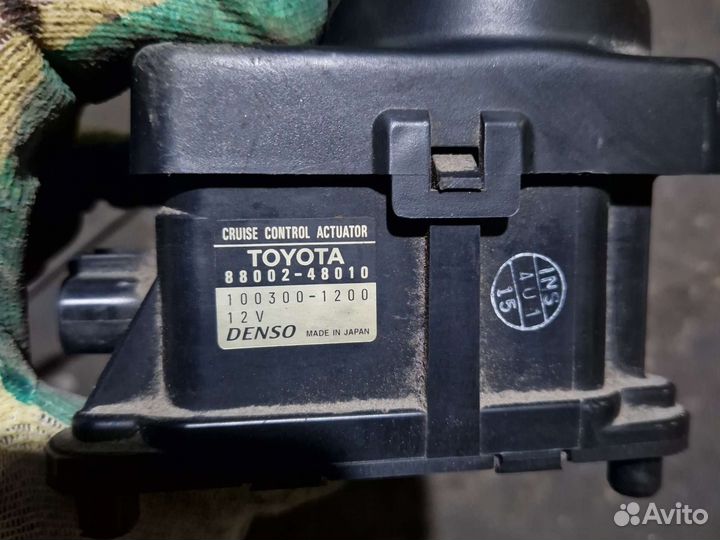 CRUISE CONTROL ACTUATOR
TOYOTA
88002-48010
100300-1200
12V
DENSO MADE IN JAPAN
INS
4U1
15
Avito